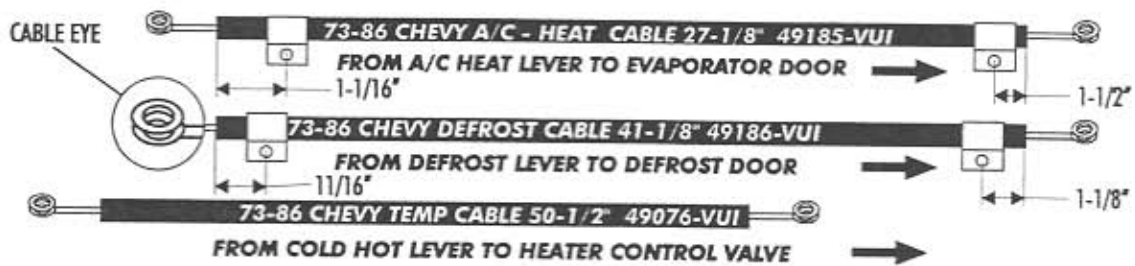 CABLE EYE
73-86 CHEVY A/C - HEAT CABLE 27-1/8" 49185-VUI
FROM A/C HEAT LEVER TO EVAPORATOR DOOR
1-1/16"
1-1/2"
73-86 CHEVY DEFROST CABLE 41-1/8" 49186-VUI
FROM DEFROST LEVER TO DEFROST DOOR
11/16"
1-1/8"
73-86 CHEVY TEMP CABLE 50-1/2" 49076-VUI
FROM COLD HOT LEVER TO HEATER CONTROL VALVE